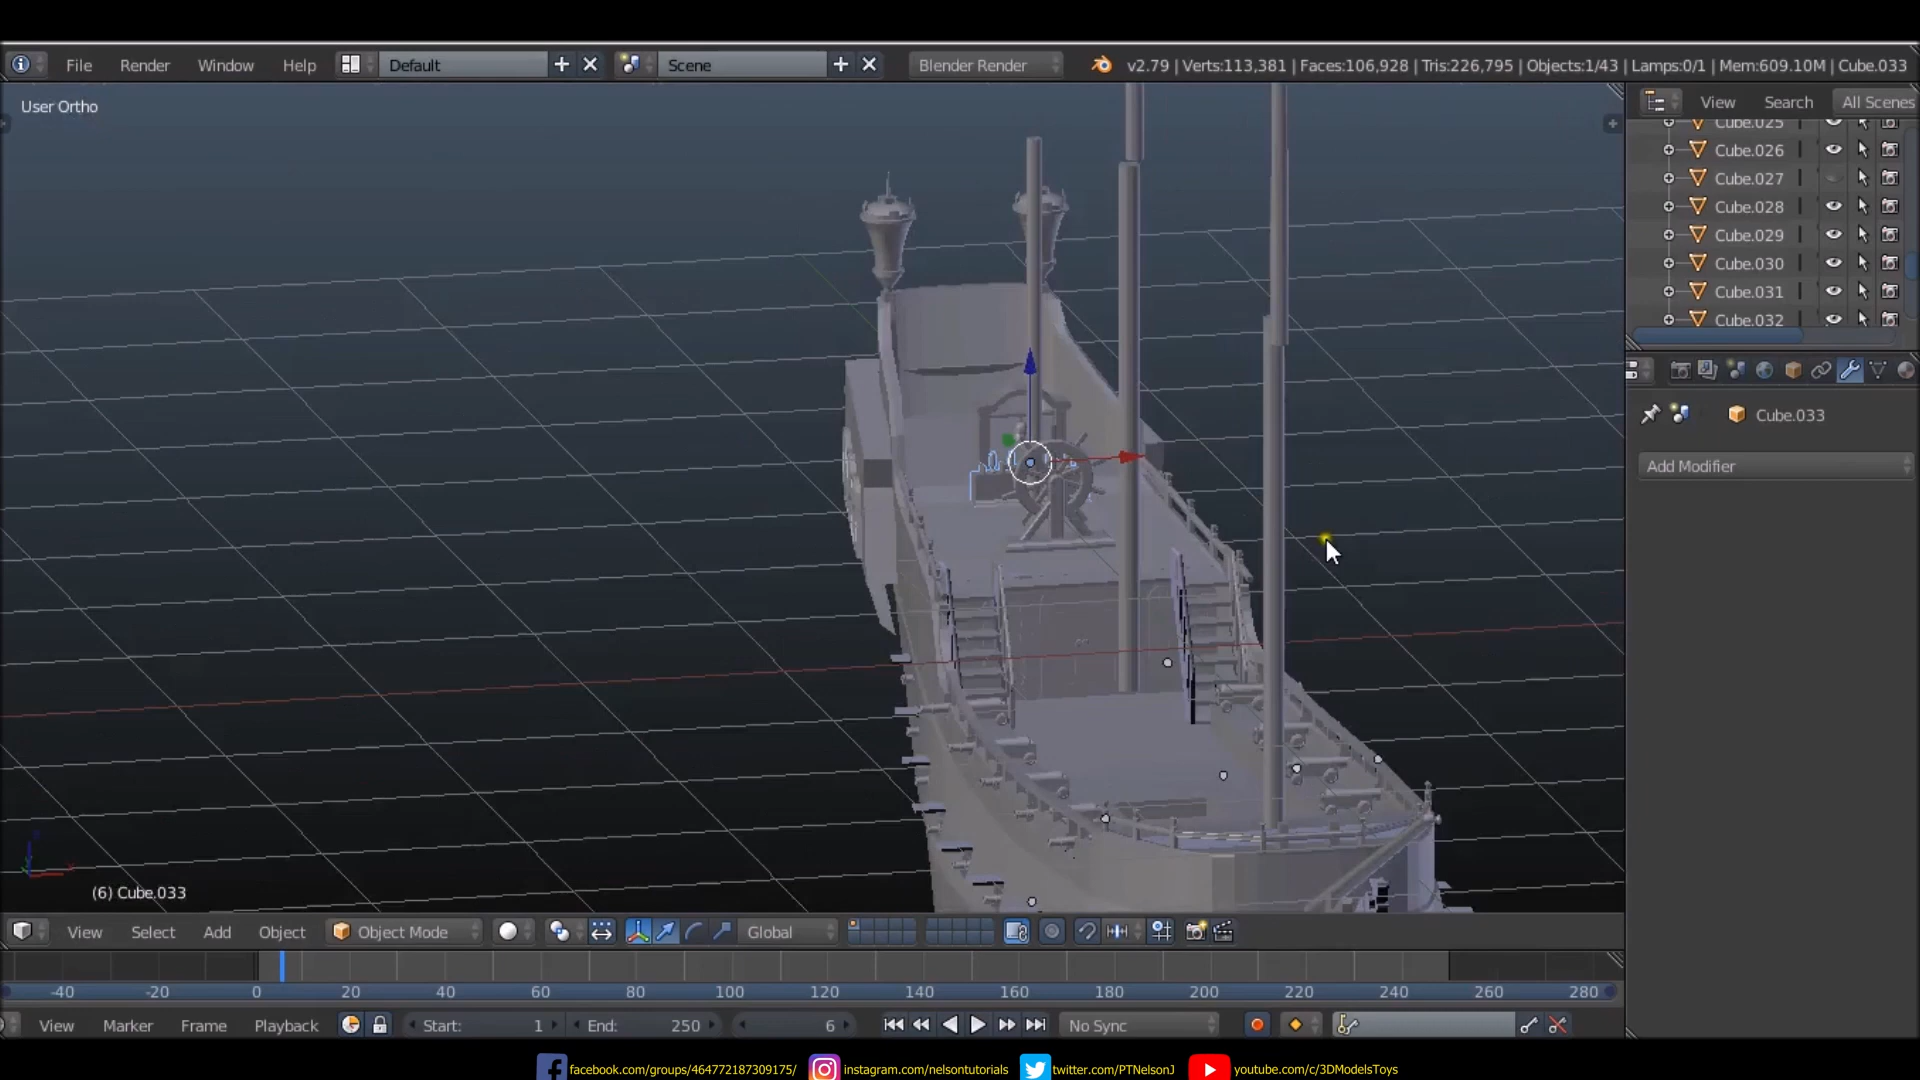 File Render Window Help Default Scene Blender Render v2.79 | Verts:113,381 | Faces:106,928 | Tris:226,795 | Objects:1/43 | Lamps:0/1 | Mem:609.10M | Cube.033
User Ortho
View Search All Scenes
Cube.025
Cube.026
Cube.027
Cube.028
Cube.029
Cube.030
Cube.031
Cube.032
Cube.033
Add Modifier
(6) Cube.033
View Select Add Object Object Mode Global
-40 -20 0 20 40 60 80 100 120 140 160 180 200 220 240 260 280
View Marker Frame Playback Start: 1 End: 250 6 No Sync
facebook.com/groups/464772187309175/ instagram.com/nelsontutorials twitter.com/PTNelsonJ youtube.com/c/3DModelsToys